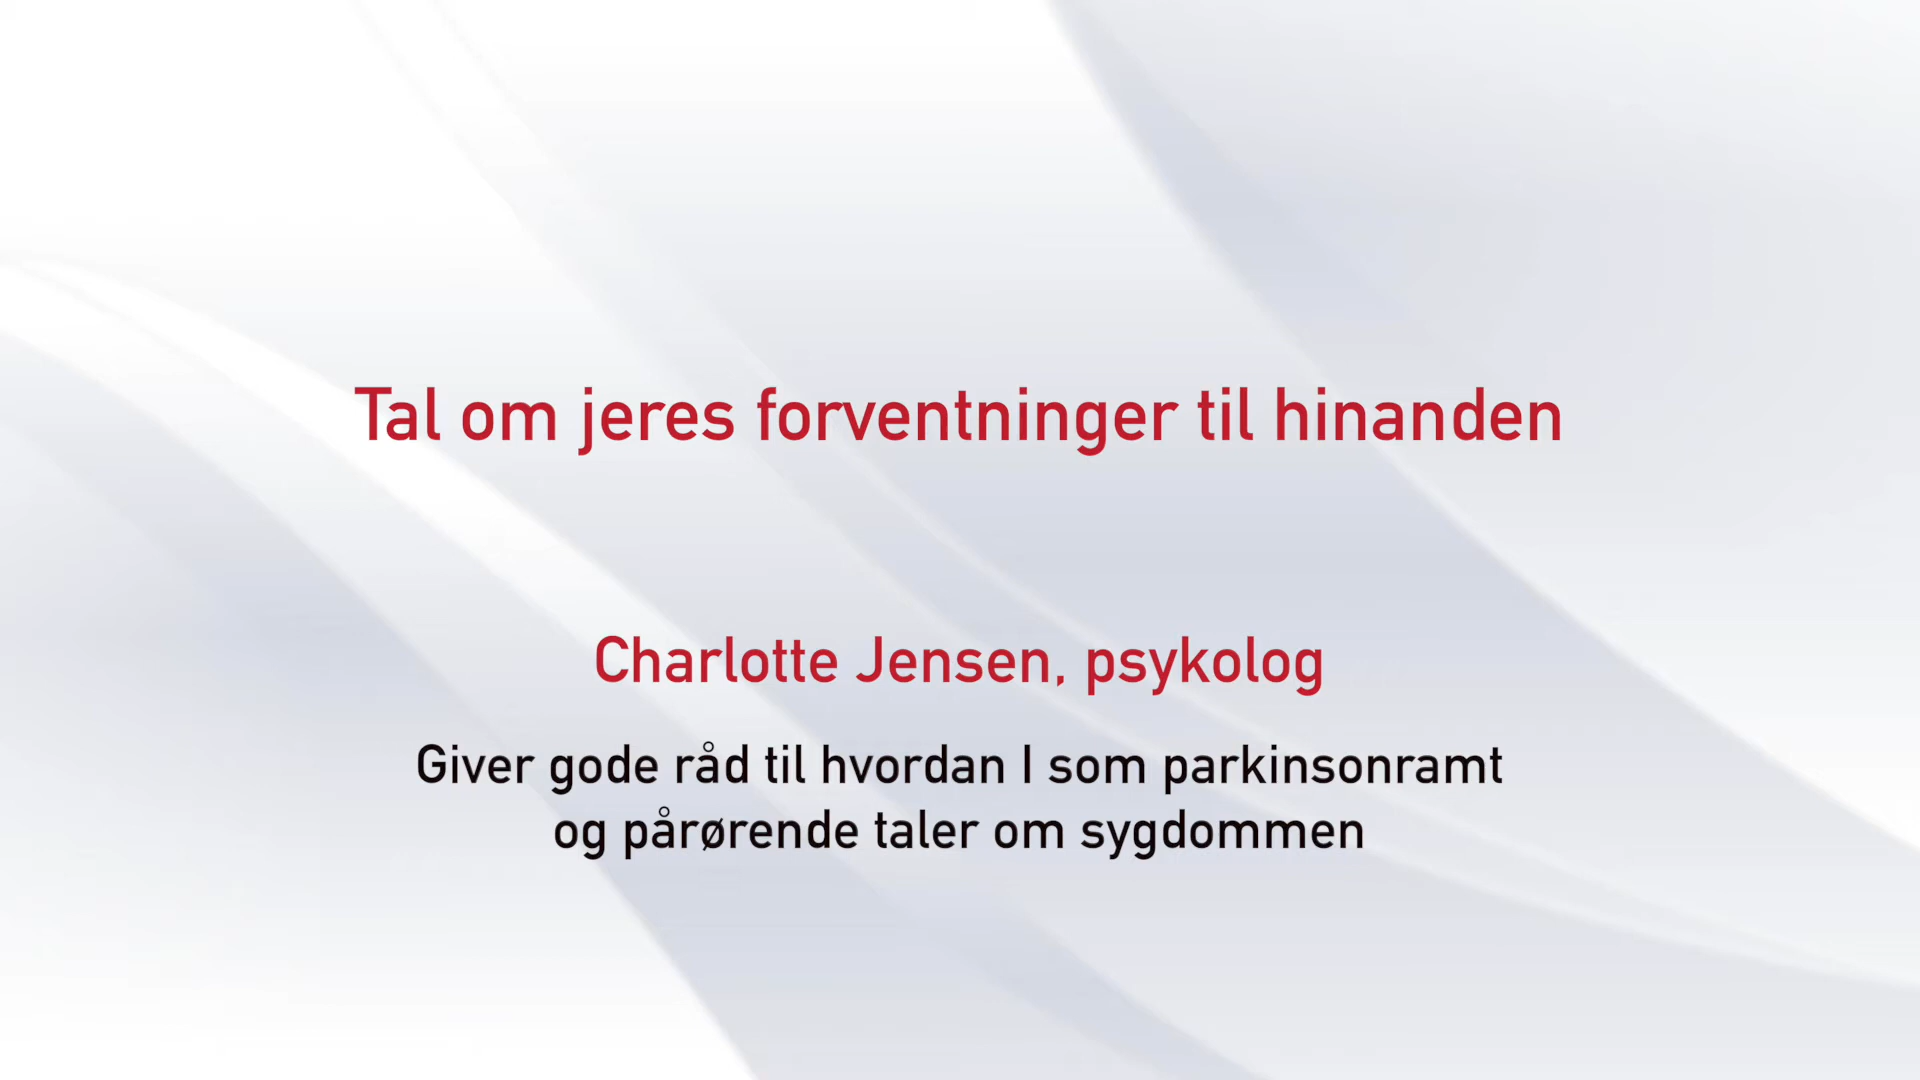 Tal om jeres forventninger til hinanden
Charlotte Jensen, psykolog
Giver gode råd til hvordan I som parkinsonramt
og pårørende taler om sygdommen